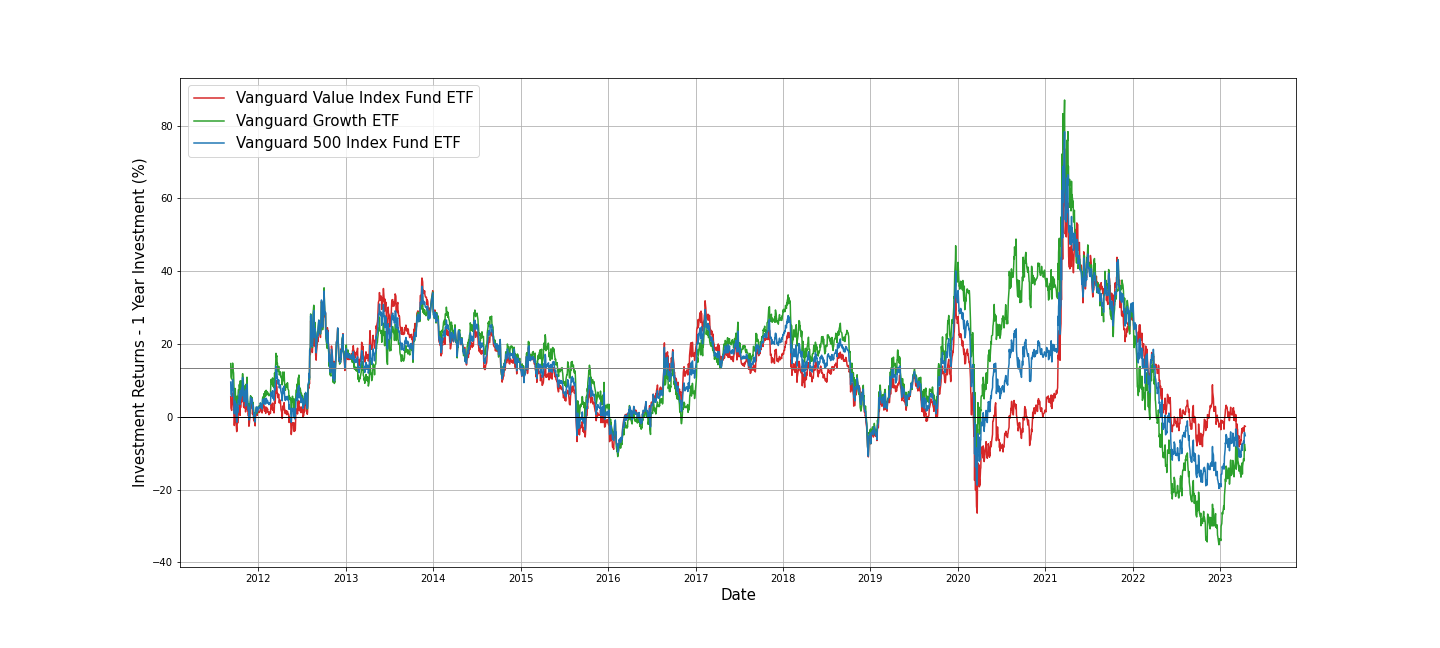 Vanguard Value Index Fund ETF
Vanguard Growth ETF
Vanguard 500 Index Fund ETF
Investment Returns - 1 Year Investment (%)
80
60
40
20
0
−20
−40
2012 2013 2014 2015 2016 2017 2018 2019 2020 2021 2022 2023
Date